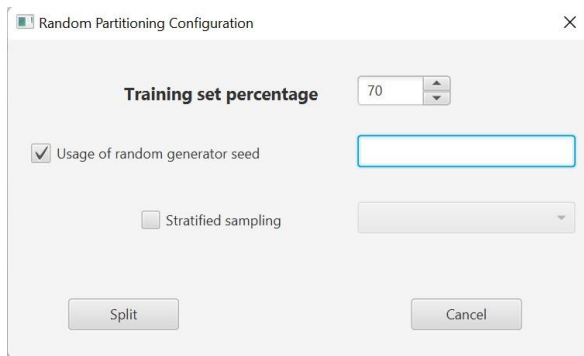 Random Partitioning Configuration
Training set percentage 70
Usage of random generator seed
Stratified sampling
Split Cancel